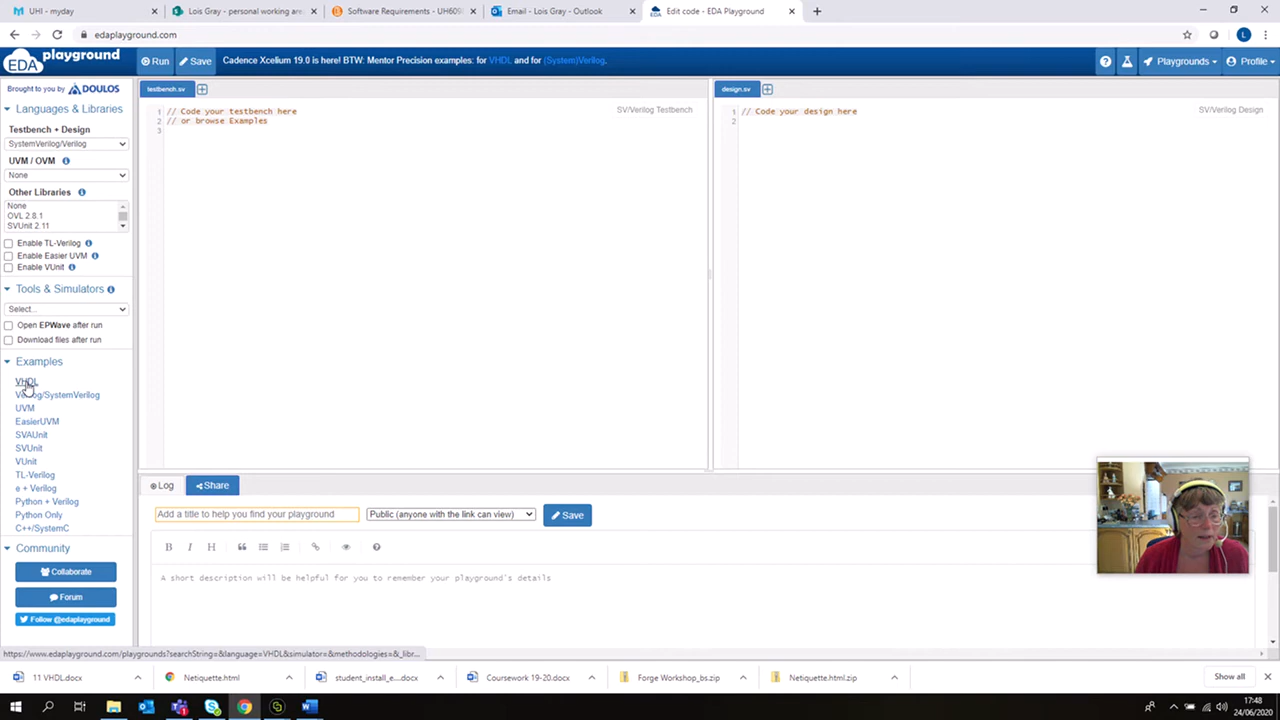 UHI - myday
Lois Gray - personal working are
Software Requirements - UH609
Email - Lois Gray - Outlook
Edit code - EDA Playground
edaplayground.com
L
EDA playground
Run
Save
Cadence Xcelium 19.0 is here! BTW: Mentor Precision examples: for VHDL and for (System)Verilog.
Playgrounds
Profile
Brought to you by DOULOS
testbench.sv
design.sv
Languages & Libraries
1 // Code your testbench here
2 // or browse Examples
3
SV/Verilog Testbench
1 // Code your design here
2
SV/Verilog Design
Testbench + Design
SystemVerilog/Verilog
UVM / OVM
None
Other Libraries
None
OVL 2.8.1
SVUnit 2.11
Enable TL-Verilog
Enable Easier UVM
Enable VUnit
Tools & Simulators
Select...
Open EPWave after run
Download files after run
Examples
VHDL
Verilog/SystemVerilog
UVM
EasierUVM
SVAUnit
SVUnit
VUnit
TL-Verilog
e + Verilog
Python + Verilog
Python Only
C++/SystemC
Community
Collaborate
Forum
Follow @edaplayground
Log
Share
Add a title to help you find your playground
Public (anyone with the link can view)
Save
B I H
A short description will be helpful for you to remember your playground's details
https://www.edaplayground.com/playgrounds?searchString=&language=VHDL&simulator=&methodologies=&_libr...
11 VHDL.docx
Netiquette.html
student_install_e....docx
Coursework 19-20.docx
Forge Workshop_bs.zip
Netiquette.html.zip
Show all
17:48
24/06/2020